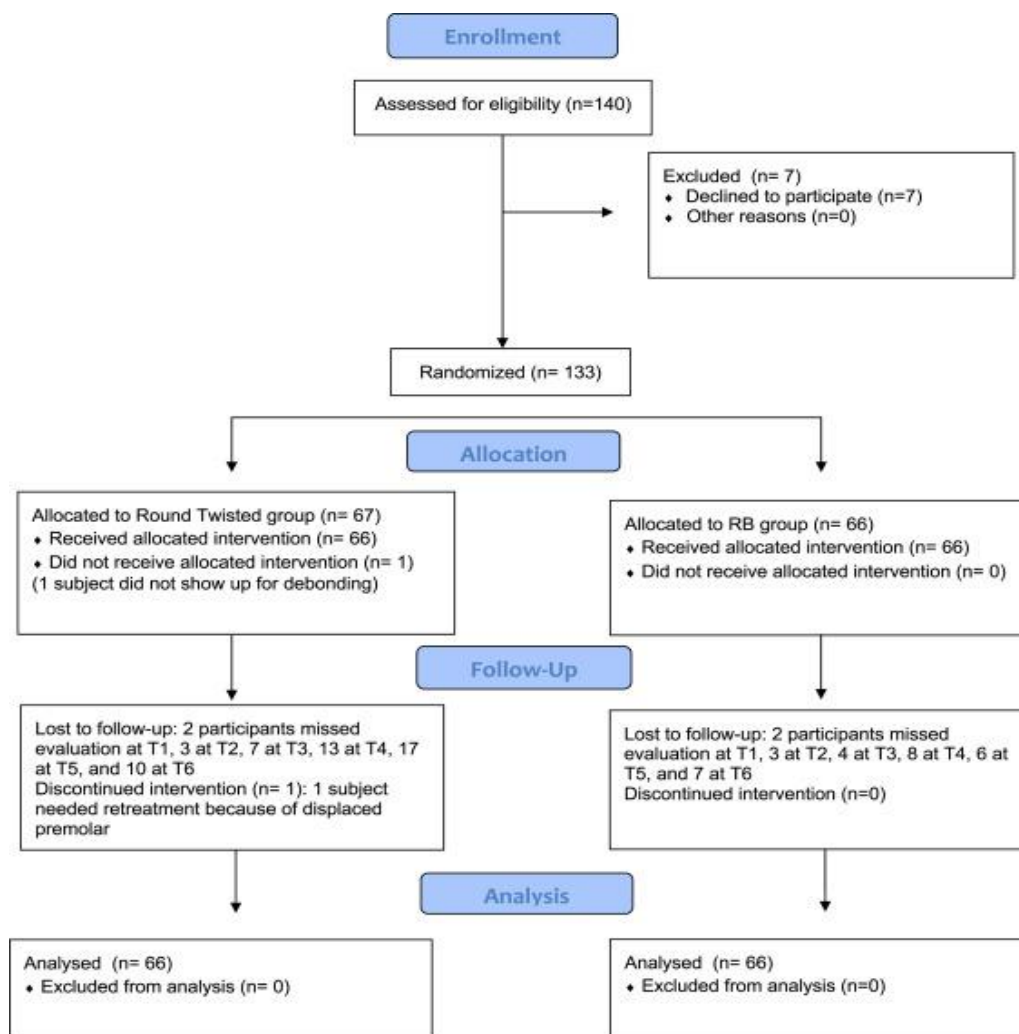 Enrollment
Assessed for eligibility (n=140)
Excluded (n= 7)
♦ Declined to participate (n=7)
♦ Other reasons (n=0)
Randomized (n= 133)
Allocation
Allocated to Round Twisted group (n= 67)
♦ Received allocated intervention (n= 66)
♦ Did not receive allocated intervention (n= 1)
(1 subject did not show up for debonding)
Allocated to RB group (n= 66)
♦ Received allocated intervention (n= 66)
♦ Did not receive allocated intervention (n= 0)
Follow-Up
Lost to follow-up: 2 participants missed
evaluation at T1, 3 at T2, 7 at T3, 13 at T4, 17
at T5, and 10 at T6
Discontinued intervention (n= 1): 1 subject
needed retreatment because of displaced
premolar
Lost to follow-up: 2 participants missed
evaluation at T1, 3 at T2, 4 at T3, 8 at T4, 6 at
T5, and 7 at T6
Discontinued intervention (n=0)
Analysis
Analysed (n= 66)
♦ Excluded from analysis (n= 0)
Analysed (n= 66)
♦ Excluded from analysis (n=0)